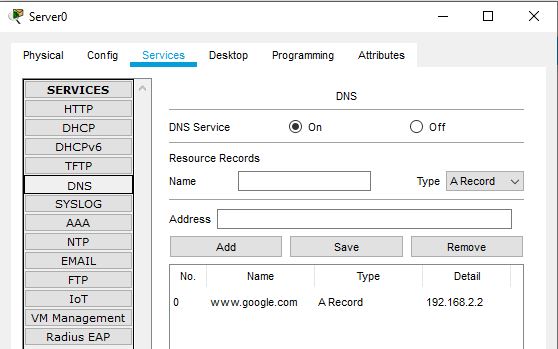 Server0
Physical Config Services Desktop Programming Attributes
SERVICES
HTTP
DHCP
DHCPv6
TFTP
DNS
SYSLOG
AAA
NTP
EMAIL
FTP
IoT
VM Management
Radius EAP
DNS
DNS Service On Off
Resource Records
Name Type A Record
Address
Add Save Remove
No. Name Type Detail
0 www.google.com A Record 192.168.2.2